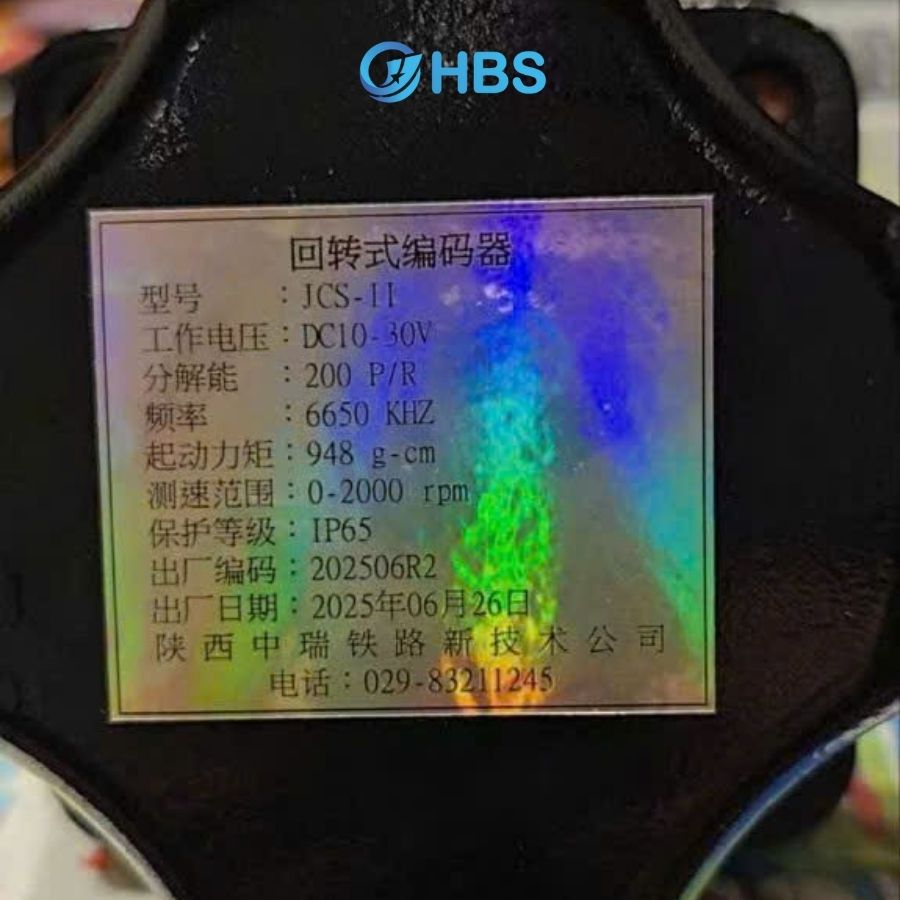 HBS
回转式编码器
型号 : JCS-11
工作电压 : DC10-30V
分解能 : 200 P/R
频率 : 6650 KHZ
起动力矩 : 948 g-cm
测速范围 : 0-2000 rpm
保护等级 : IP65
出厂编码 : 202506R2
出厂日期 : 2025年06月26日
陕西中瑞铁路新技术公司
电话 : 029-83211245